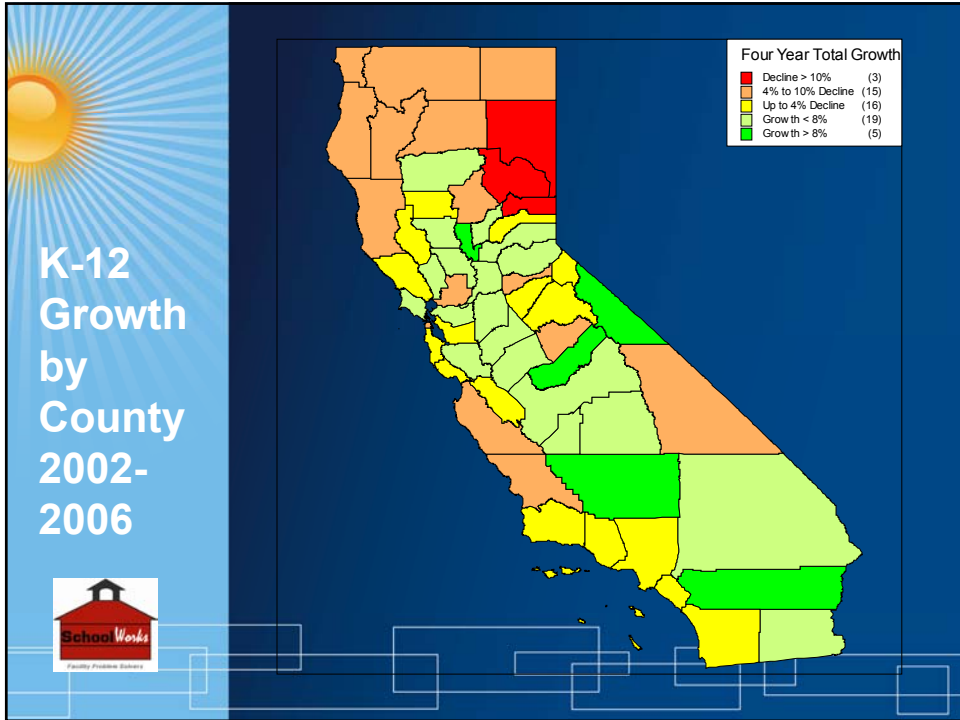 K-12
Growth
by
County
2002-
2006
Four Year Total Growth
Decline > 10% (3)
4% to 10% Decline (15)
Up to 4% Decline (16)
Growth < 8% (19)
Growth > 8% (5)
SchoolWorks
Facility Problem Solvers